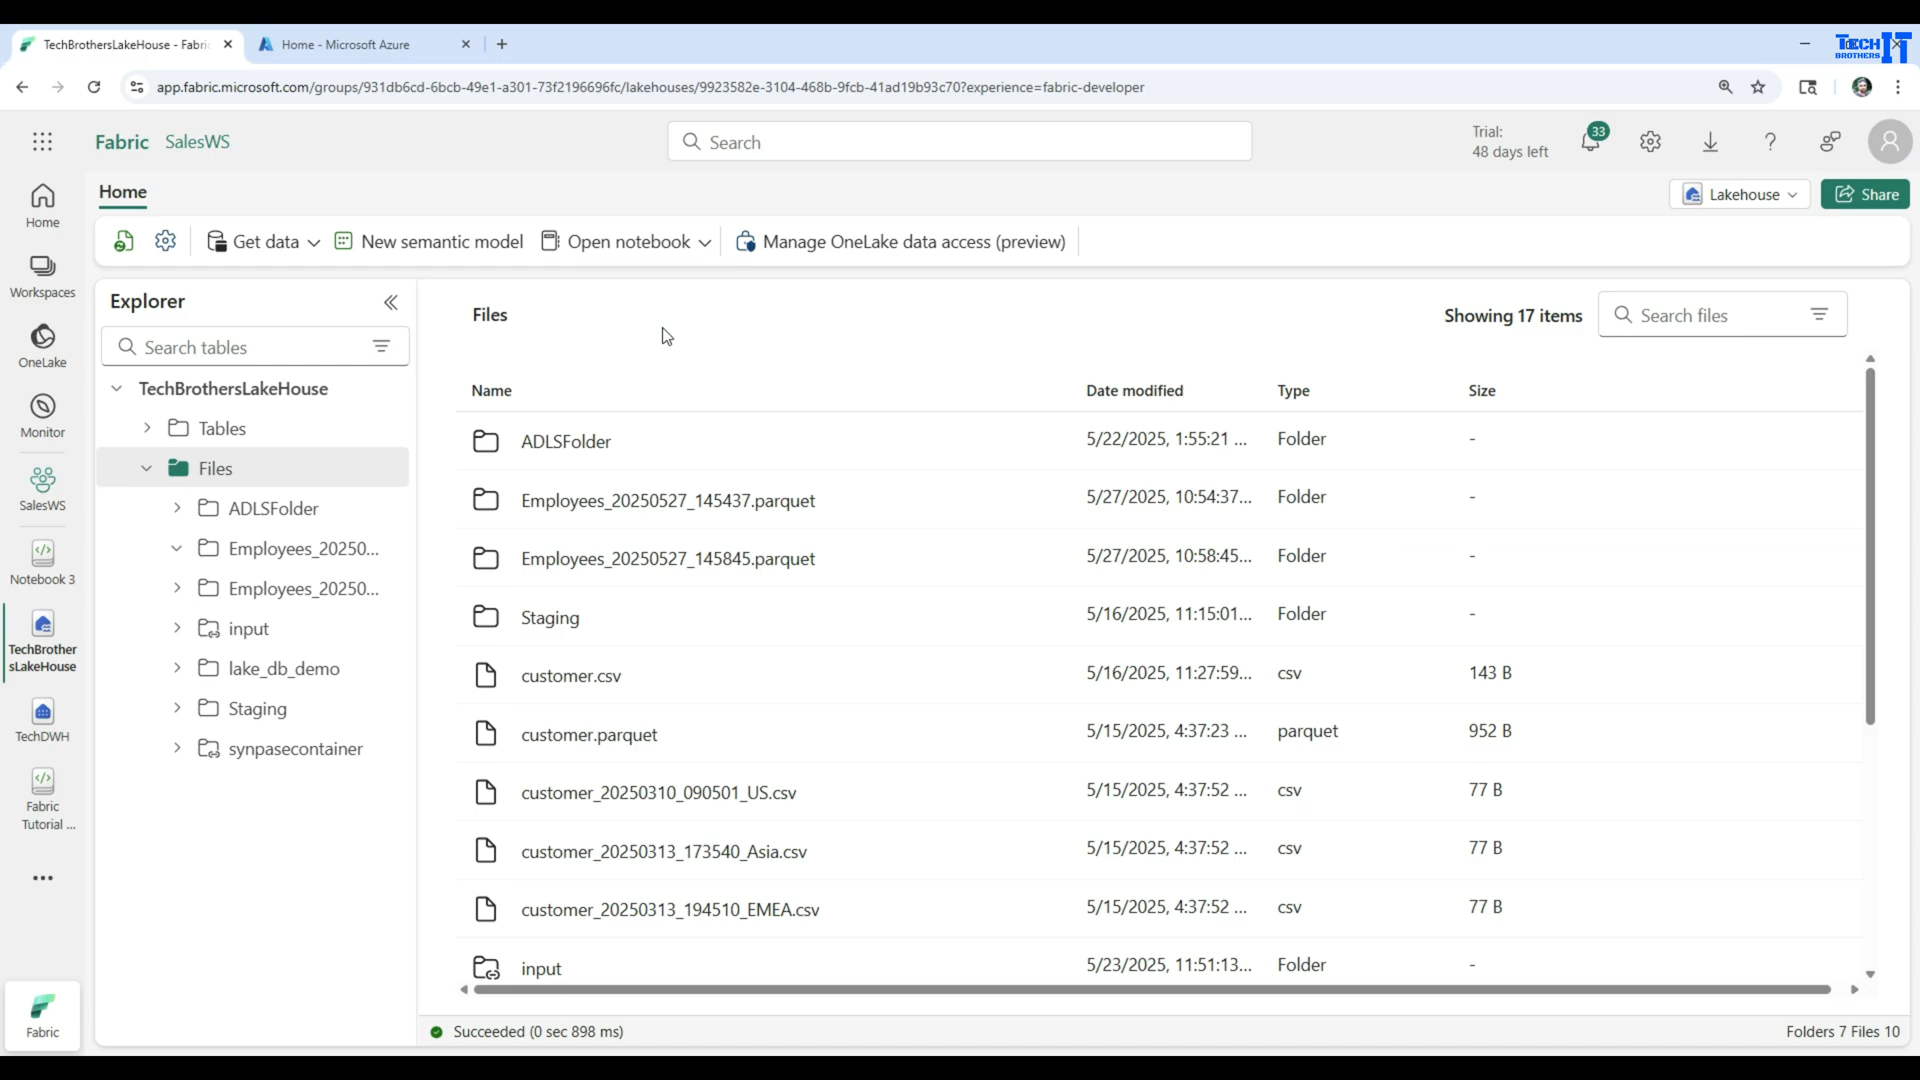 TechBrothersLakeHouse - Fabric
Home - Microsoft Azure
TECH IT
BROTHERS
app.fabric.microsoft.com/groups/931db6cd-6bcb-49e1-a301-73f2196696fc/lakehouses/9923582e-3104-468b-9fcb-41ad19b93c70?experience=fabric-developer
Fabric SalesWS
Search
Trial:
48 days left
33
Home
Lakehouse
Share
Get data
New semantic model
Open notebook
Manage OneLake data access (preview)
Home
Workspaces
OneLake
Monitor
SalesWS
Notebook 3
TechBrother
sLakeHouse
TechDWH
Fabric
Tutorial ...
Fabric
Explorer
Search tables
TechBrothersLakeHouse
Tables
Files
ADLSFolder
Employees_20250...
Employees_20250...
input
lake_db_demo
Staging
synpasecontainer
Files
Showing 17 items
Search files
Name Date modified Type Size
ADLSFolder 5/22/2025, 1:55:21 ... Folder -
Employees_20250527_145437.parquet 5/27/2025, 10:54:37... Folder -
Employees_20250527_145845.parquet 5/27/2025, 10:58:45... Folder -
Staging 5/16/2025, 11:15:01... Folder -
customer.csv 5/16/2025, 11:27:59... csv 143 B
customer.parquet 5/15/2025, 4:37:23 ... parquet 952 B
customer_20250310_090501_US.csv 5/15/2025, 4:37:52 ... csv 77 B
customer_20250313_173540_Asia.csv 5/15/2025, 4:37:52 ... csv 77 B
customer_20250313_194510_EMEA.csv 5/15/2025, 4:37:52 ... csv 77 B
input 5/23/2025, 11:51:13... Folder -
Succeeded (0 sec 898 ms)
Folders 7 Files 10